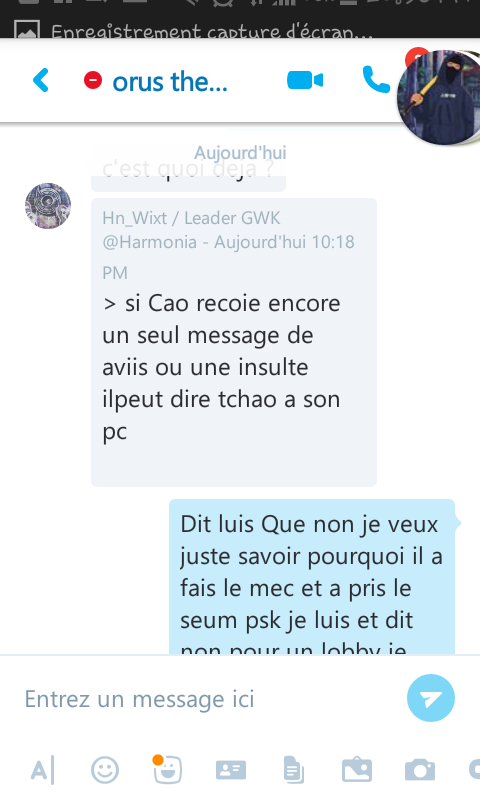 Enregistrement capture d'écran...
orus the...
Aujourd'hui
c'est quoi deja ?
Hn_Wixt / Leader GWK
@Harmonia - Aujourd'hui 10:18
PM
> si Cao recoie encore
un seul message de
aviis ou une insulte
ilpeut dire tchao a son
pc
Dit luis Que non je veux
juste savoir pourquoi il a
fais le mec et a pris le
seum psk je luis et dit
non pour un lobby je
Entrez un message ici
A